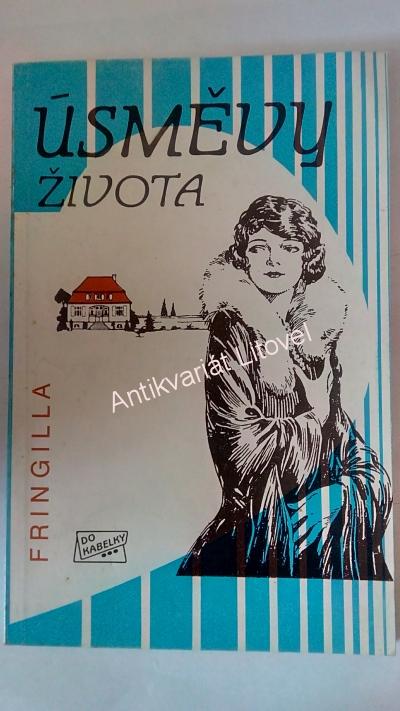 ÚSMĚVY
ŽIVOTA
Antikvariát Litovel
FRINGILLA
DO
KABELKY